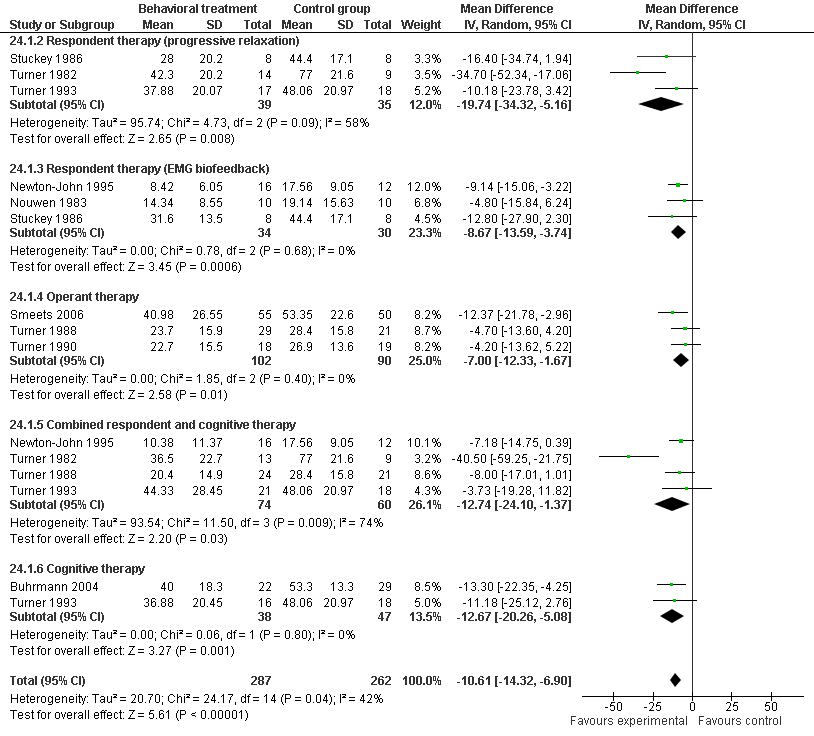 Behavioral treatment Control group Mean Difference Mean Difference
Study or Subgroup Mean SD Total Mean SD Total Weight IV, Random, 95% CI IV, Random, 95% CI
24.1.2 Respondent therapy (progressive relaxation)
Stuckey 1986 28 20.2 8 44.4 17.1 8 3.3% -16.40 [-34.74, 1.94]
Turner 1982 42.3 20.2 14 77 21.6 9 3.5% -34.70 [-52.34, -17.06]
Turner 1993 37.88 20.07 17 48.06 20.97 18 5.2% -10.18 [-23.78, 3.42]
Subtotal (95% CI) 39 35 12.0% -19.74 [-34.32, -5.16]
Heterogeneity: Tau² = 95.74; Chi² = 4.73, df = 2 (P = 0.09); I² = 58%
Test for overall effect: Z = 2.65 (P = 0.008)
24.1.3 Respondent therapy (EMG biofeedback)
Newton-John 1995 8.42 6.05 16 17.56 9.05 12 12.0% -9.14 [-15.06, -3.22]
Nouwen 1983 14.34 8.55 10 19.14 15.63 10 6.8% -4.80 [-15.84, 6.24]
Stuckey 1986 31.6 13.5 8 44.4 17.1 8 4.5% -12.80 [-27.90, 2.30]
Subtotal (95% CI) 34 30 23.3% -8.67 [-13.59, -3.74]
Heterogeneity: Tau² = 0.00; Chi² = 0.78, df = 2 (P = 0.68); I² = 0%
Test for overall effect: Z = 3.45 (P = 0.0006)
24.1.4 Operant therapy
Smeets 2006 40.98 26.55 55 53.35 22.6 50 8.2% -12.37 [-21.78, -2.96]
Turner 1988 23.7 15.9 29 28.4 15.8 21 8.7% -4.70 [-13.60, 4.20]
Turner 1990 22.7 15.5 18 26.9 13.6 19 8.1% -4.20 [-13.62, 5.22]
Subtotal (95% CI) 102 90 25.0% -7.00 [-12.33, -1.67]
Heterogeneity: Tau² = 0.00; Chi² = 1.85, df = 2 (P = 0.40); I² = 0%
Test for overall effect: Z = 2.58 (P = 0.01)
24.1.5 Combined respondent and cognitive therapy
Newton-John 1995 10.38 11.37 16 17.56 9.05 12 10.1% -7.18 [-14.75, 0.39]
Turner 1982 36.5 22.7 13 77 21.6 9 3.2% -40.50 [-59.25, -21.75]
Turner 1988 20.4 14.9 24 28.4 15.8 21 8.6% -8.00 [-17.01, 1.01]
Turner 1993 44.33 28.45 21 48.06 20.97 18 4.3% -3.73 [-19.28, 11.82]
Subtotal (95% CI) 74 60 26.1% -12.74 [-24.10, -1.37]
Heterogeneity: Tau² = 93.54; Chi² = 11.50, df = 3 (P = 0.009); I² = 74%
Test for overall effect: Z = 2.20 (P = 0.03)
24.1.6 Cognitive therapy
Buhrmann 2004 40 18.3 22 53.3 13.3 29 8.5% -13.30 [-22.35, -4.25]
Turner 1993 36.88 20.45 16 48.06 20.97 18 5.0% -11.18 [-25.12, 2.76]
Subtotal (95% CI) 38 47 13.5% -12.67 [-20.26, -5.08]
Heterogeneity: Tau² = 0.00; Chi² = 0.06, df = 1 (P = 0.80); I² = 0%
Test for overall effect: Z = 3.27 (P = 0.001)
Total (95% CI) 287 262 100.0% -10.61 [-14.32, -6.90]
Heterogeneity: Tau² = 20.70; Chi² = 24.17, df = 14 (P = 0.04); I² = 42%
Test for overall effect: Z = 5.61 (P < 0.00001)
-50 -25 0 25 50
Favours experimental Favours control